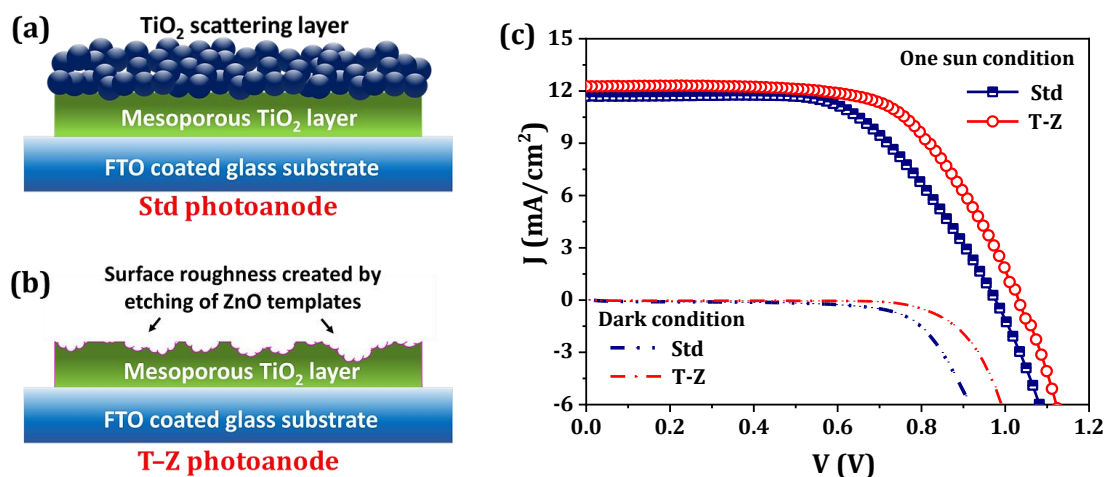 (a)
TiO₂ scattering layer
Mesoporous TiO₂ layer
FTO coated glass substrate
Std photoanode
(b)
Surface roughness created by
etching of ZnO templates
Mesoporous TiO₂ layer
FTO coated glass substrate
T–Z photoanode
(c)
15
12
9
6
3
0
-3
-6
J (mA/cm²)
One sun condition
Std
T-Z
Dark condition
Std
T-Z
0.0 0.2 0.4 0.6 0.8 1.0 1.2
V (V)